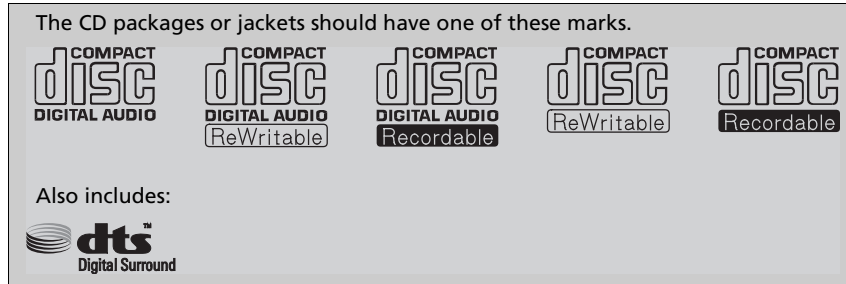 The CD packages or jackets should have one of these marks.
COMPACT COMPACT COMPACT COMPACT COMPACT
disc disc disc disc disc
DIGITAL AUDIO DIGITAL AUDIO DIGITAL AUDIO ReWritable Recordable
ReWritable Recordable
Also includes:
dts™
Digital Surround